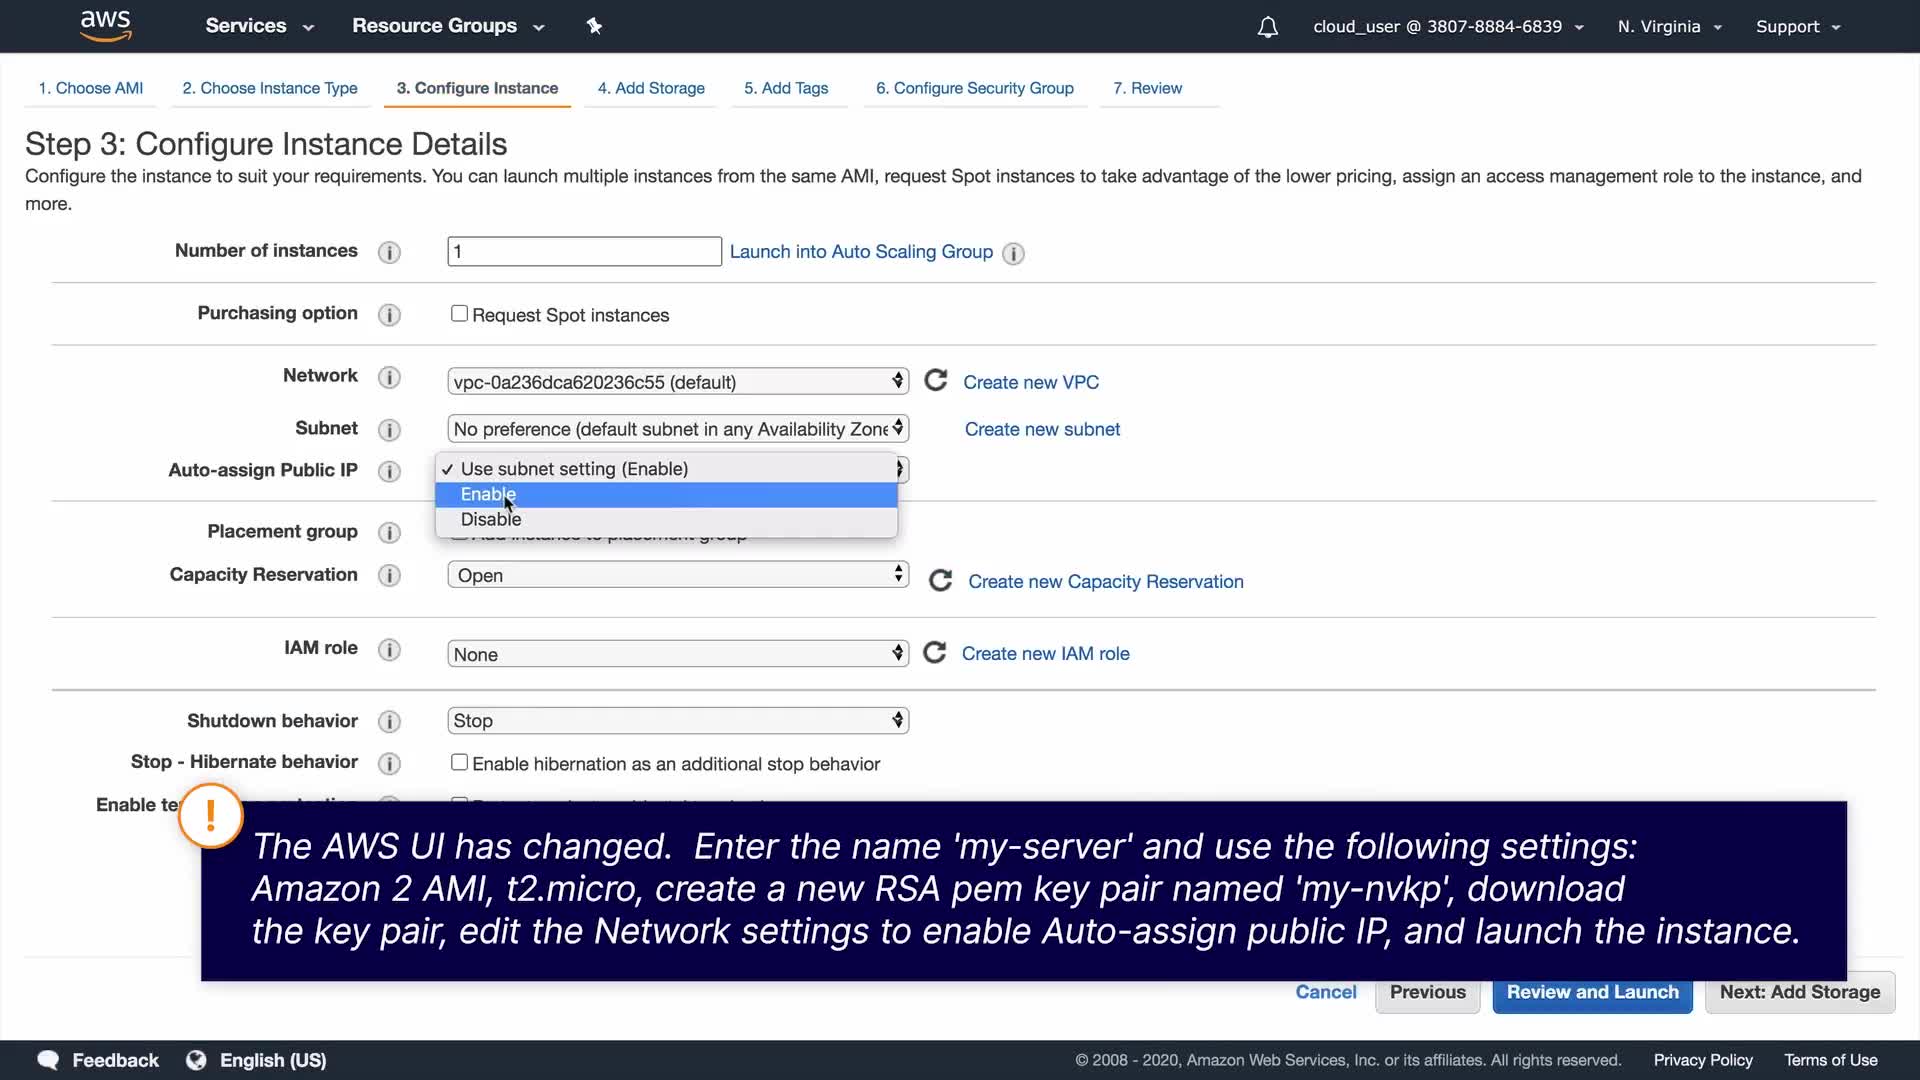 aws Services Resource Groups cloud_user @ 3807-8884-6839 N. Virginia Support
1. Choose AMI 2. Choose Instance Type 3. Configure Instance 4. Add Storage 5. Add Tags 6. Configure Security Group 7. Review
Step 3: Configure Instance Details
Configure the instance to suit your requirements. You can launch multiple instances from the same AMI, request Spot instances to take advantage of the lower pricing, assign an access management role to the instance, and
more.
Number of instances 1 Launch into Auto Scaling Group
Purchasing option Request Spot instances
Network vpc-0a236dca620236c55 (default) Create new VPC
Subnet No preference (default subnet in any Availability Zone Create new subnet
Auto-assign Public IP ✓ Use subnet setting (Enable)
Enable
Disable
Placement group Add instance to placement group
Capacity Reservation Open Create new Capacity Reservation
IAM role None Create new IAM role
Shutdown behavior Stop
Stop - Hibernate behavior Enable hibernation as an additional stop behavior
Enable
!
The AWS UI has changed. Enter the name 'my-server' and use the following settings:
Amazon 2 AMI, t2.micro, create a new RSA pem key pair named 'my-nvkp', download
the key pair, edit the Network settings to enable Auto-assign public IP, and launch the instance.
Cancel Previous Review and Launch Next: Add Storage
Feedback English (US) © 2008 - 2020, Amazon Web Services, Inc. or its affiliates. All rights reserved. Privacy Policy Terms of Use